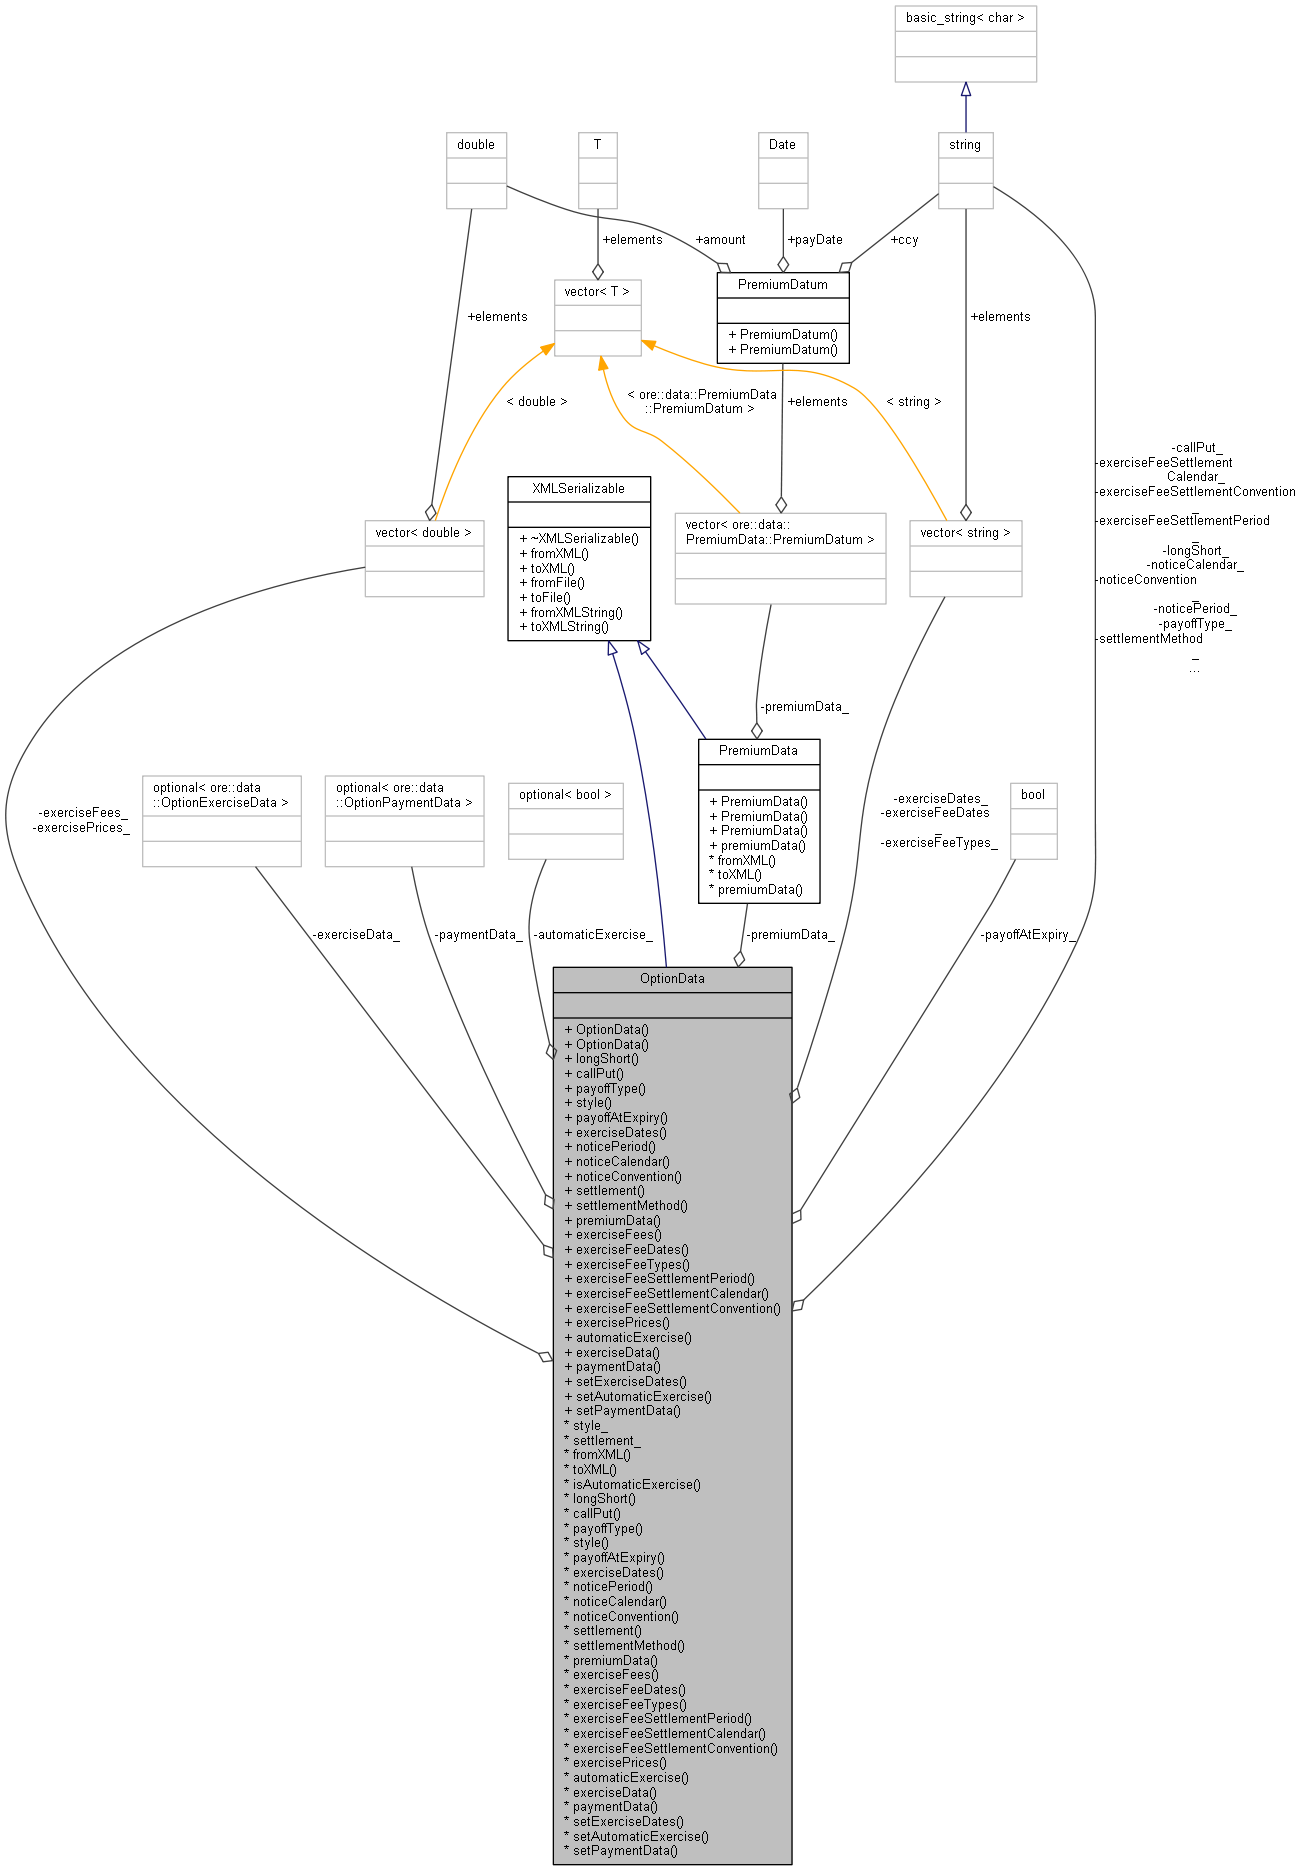 basic_string< char >
double
T
Date
string
+elements
+amount
+payDate
+ccy
vector< T >
PremiumDatum
+ PremiumDatum()
+ PremiumDatum()
+elements
+elements
< double >
< ore::data::PremiumData
::PremiumDatum >
+elements
< string >
-callPut_
-exerciseFeeSettlement
Calendar_
-exerciseFeeSettlementConvention
_
-exerciseFeeSettlementPeriod
_
-longShort_
-noticeCalendar_
-noticeConvention
_
-noticePeriod_
-payoffType_
-settlementMethod
_
...
XMLSerializable
+ ~XMLSerializable()
+ fromXML()
+ toXML()
+ fromFile()
+ toFile()
+ fromXMLString()
+ toXMLString()
vector< double >
vector< ore::data::
PremiumData::PremiumDatum >
vector< string >
-premiumData_
PremiumData
+ PremiumData()
+ PremiumData()
+ PremiumData()
+ premiumData()
* fromXML()
* toXML()
* premiumData()
-exerciseFees_
-exercisePrices_
optional< ore::data
::OptionExerciseData >
optional< ore::data
::OptionPaymentData >
optional< bool >
-exerciseDates_
-exerciseFeeDates
_
-exerciseFeeTypes_
bool
-exerciseData_
-paymentData_
-automaticExercise_
-premiumData_
-payoffAtExpiry_
OptionData
+ OptionData()
+ OptionData()
+ longShort()
+ callPut()
+ payoffType()
+ style()
+ payoffAtExpiry()
+ exerciseDates()
+ noticePeriod()
+ noticeCalendar()
+ noticeConvention()
+ settlement()
+ settlementMethod()
+ premiumData()
+ exerciseFees()
+ exerciseFeeDates()
+ exerciseFeeTypes()
+ exerciseFeeSettlementPeriod()
+ exerciseFeeSettlementCalendar()
+ exerciseFeeSettlementConvention()
+ exercisePrices()
+ automaticExercise()
+ exerciseData()
+ paymentData()
+ setExerciseDates()
+ setAutomaticExercise()
+ setPaymentData()
* style_
* settlement_
* fromXML()
* toXML()
* isAutomaticExercise()
* longShort()
* callPut()
* payoffType()
* style()
* payoffAtExpiry()
* exerciseDates()
* noticePeriod()
* noticeCalendar()
* noticeConvention()
* settlement()
* settlementMethod()
* premiumData()
* exerciseFees()
* exerciseFeeDates()
* exerciseFeeTypes()
* exerciseFeeSettlementPeriod()
* exerciseFeeSettlementCalendar()
* exerciseFeeSettlementConvention()
* exercisePrices()
* automaticExercise()
* exerciseData()
* paymentData()
* setExerciseDates()
* setAutomaticExercise()
* setPaymentData()